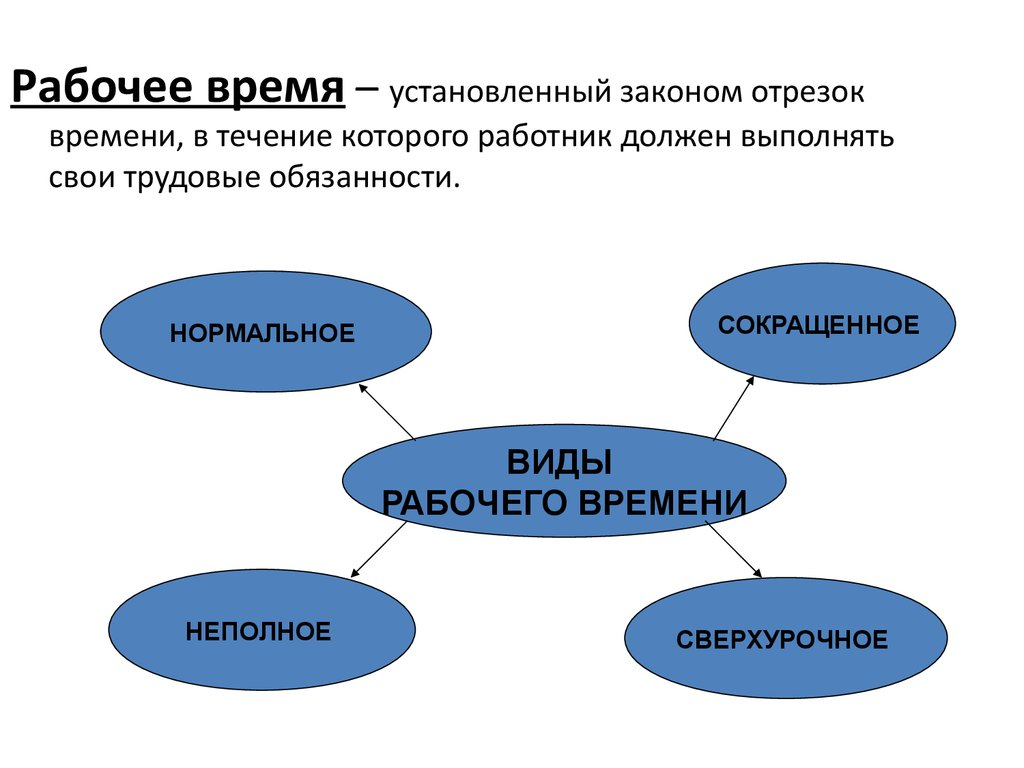 Рабочее время – установленный законом отрезок
времени, в течение которого работник должен выполнять
свои трудовые обязанности.
НОРМАЛЬНОЕ
СОКРАЩЕННОЕ
ВИДЫ
РАБОЧЕГО ВРЕМЕНИ
НЕПОЛНОЕ
СВЕРХУРОЧНОЕ